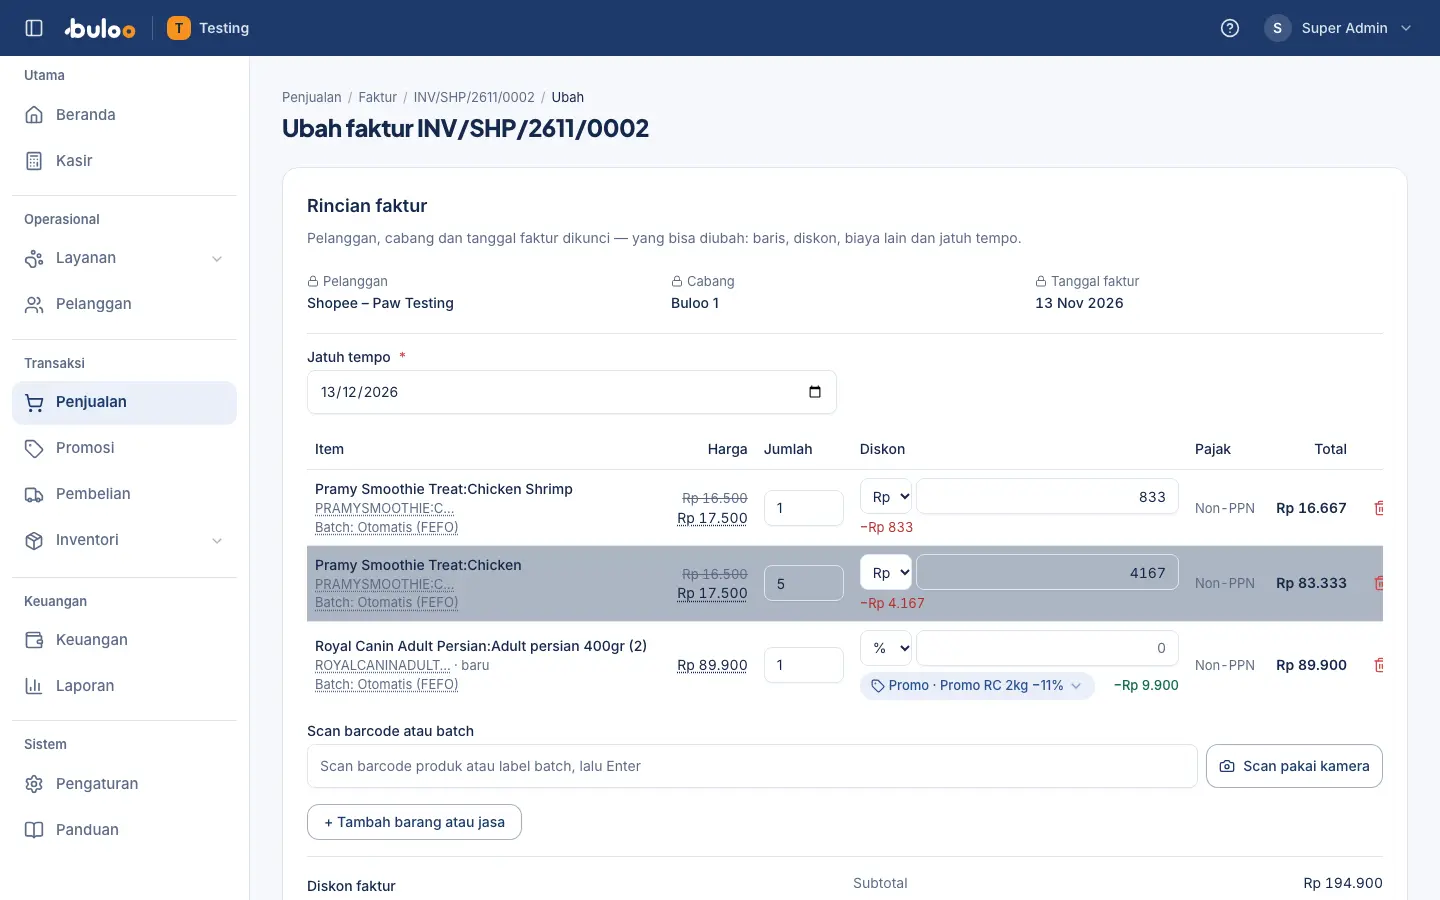 buloo
T Testing
S Super Admin
Utama
Beranda
Kasir
Operasional
Layanan
Pelanggan
Transaksi
Penjualan
Promosi
Pembelian
Inventori
Keuangan
Keuangan
Laporan
Sistem
Pengaturan
Panduan
Penjualan / Faktur / INV/SHP/2611/0002 / Ubah
Ubah faktur INV/SHP/2611/0002
Rincian faktur
Pelanggan, cabang dan tanggal faktur dikunci — yang bisa diubah: baris, diskon, biaya lain dan jatuh tempo.
Pelanggan Cabang Tanggal faktur
Shopee – Paw Testing Buloo 1 13 Nov 2026
Jatuh tempo *
13/12/2026
Item Harga Jumlah Diskon Pajak Total
Pramy Smoothie Treat:Chicken Shrimp
PRAMYSMOOTHIE:C...
Batch: Otomatis (FEFO)
Rp 16.500
Rp 17.500
1
Rp 833
−Rp 833
Non-PPN
Rp 16.667
Pramy Smoothie Treat:Chicken
PRAMYSMOOTHIE:C...
Batch: Otomatis (FEFO)
Rp 16.500
Rp 17.500
5
Rp 4167
−Rp 4.167
Non-PPN
Rp 83.333
Royal Canin Adult Persian:Adult persian 400gr (2)
ROYALCANINADULT... · baru
Batch: Otomatis (FEFO)
Rp 89.900
1
% 0
Promo · Promo RC 2kg −11% −Rp 9.900
Non-PPN
Rp 89.900
Scan barcode atau batch
Scan barcode produk atau label batch, lalu Enter
Scan pakai kamera
+ Tambah barang atau jasa
Diskon faktur
Subtotal Rp 194.900